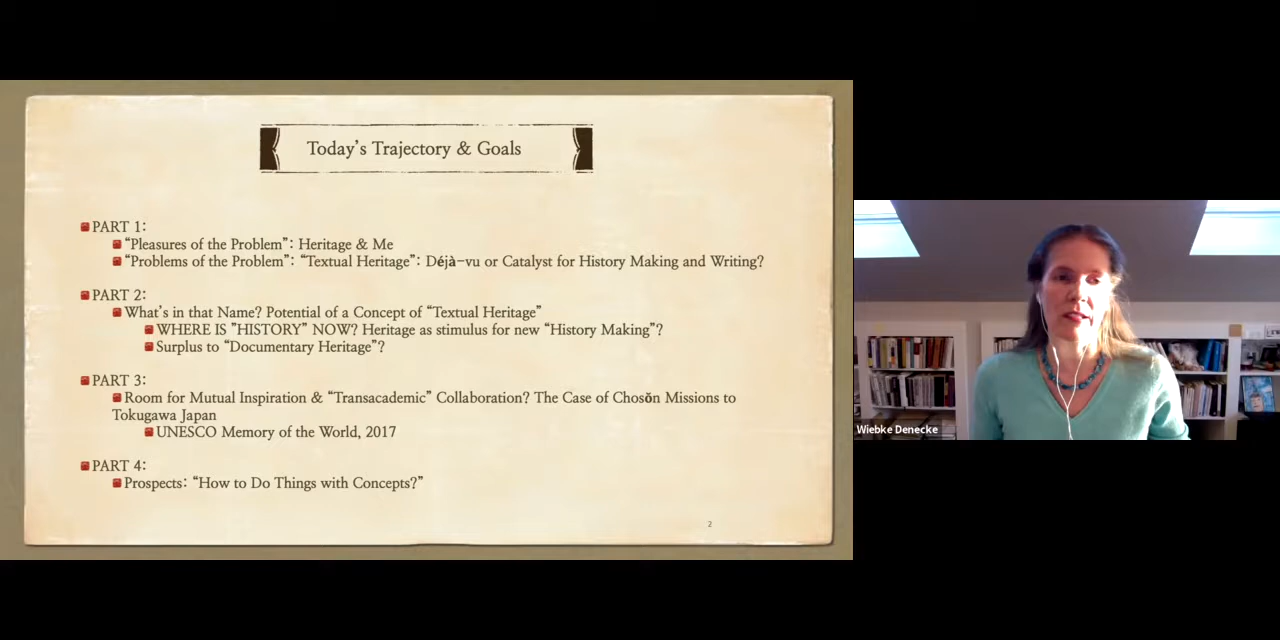 Today's Trajectory & Goals
PART 1:
“Pleasures of the Problem”: Heritage & Me
“Problems of the Problem”: “Textual Heritage”: Déjà-vu or Catalyst for History Making and Writing?
PART 2:
What's in that Name? Potential of a Concept of “Textual Heritage”
WHERE IS ”HISTORY” NOW? Heritage as stimulus for new “History Making”?
Surplus to “Documentary Heritage”?
PART 3:
Room for Mutual Inspiration & “Transacademic” Collaboration? The Case of Chosŏn Missions to
Tokugawa Japan
UNESCO Memory of the World, 2017
PART 4:
Prospects: “How to Do Things with Concepts?”
2
Wiebke Denecke